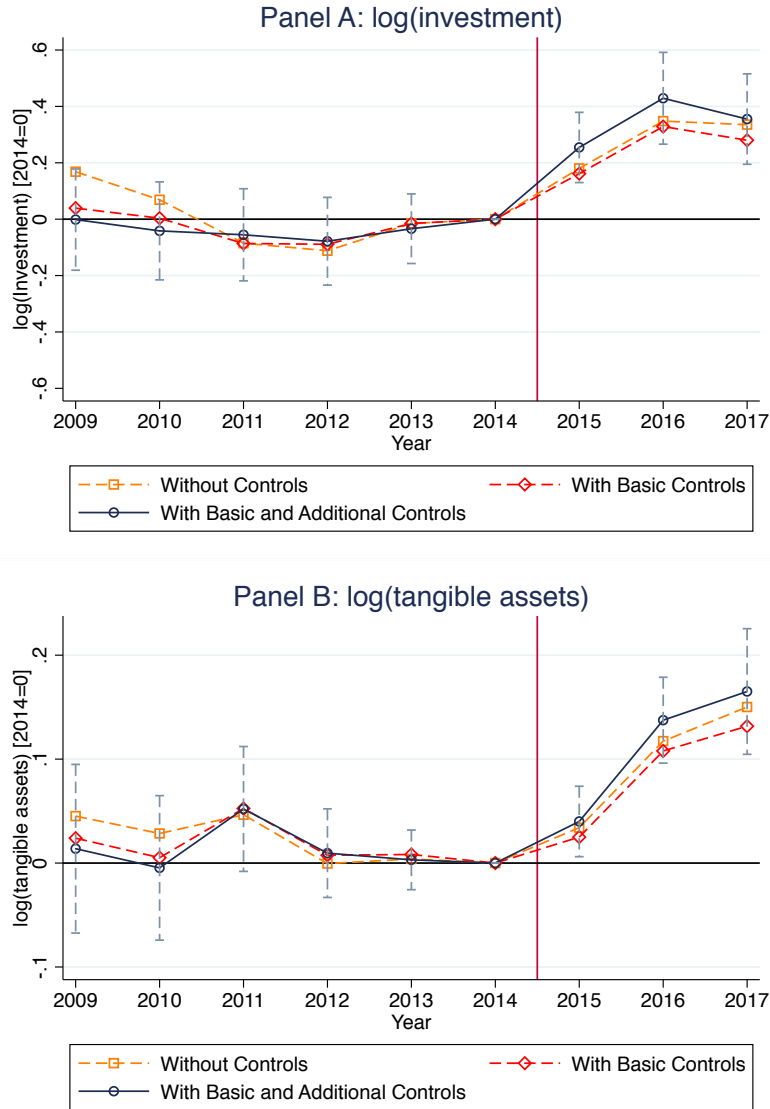 Panel A: log(investment)
log(Investment) [2014=0]
.6
.4
.2
0
-.2
-.4
-.6
2009 2010 2011 2012 2013 2014 2015 2016 2017
Year
Without Controls With Basic Controls
With Basic and Additional Controls
Panel B: log(tangible assets)
log(tangible assets) [2014=0]
.2
.1
0
-.1
2009 2010 2011 2012 2013 2014 2015 2016 2017
Year
Without Controls With Basic Controls
With Basic and Additional Controls